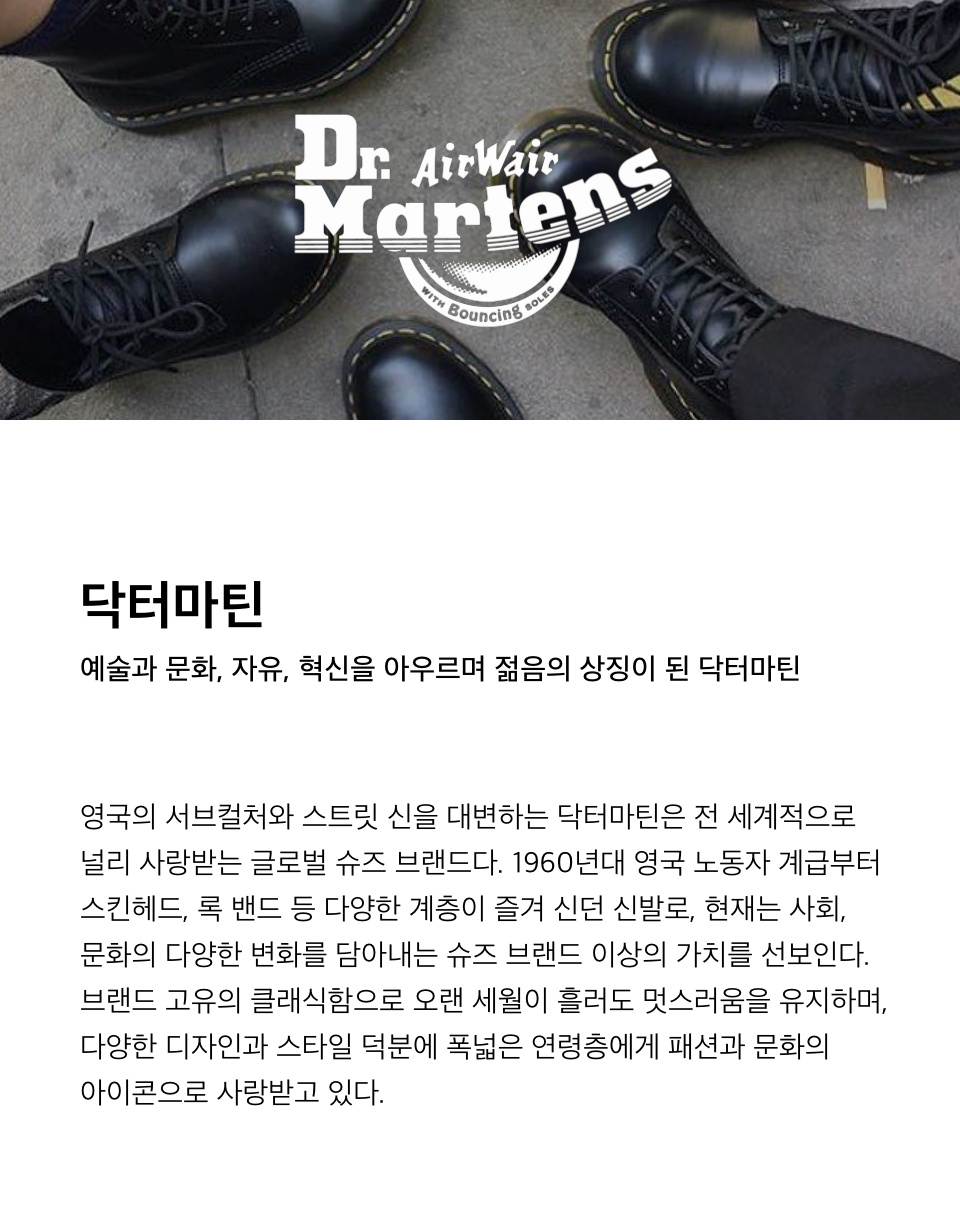 Dr. AirWair
Martens
WITH Bouncing SOLES
닥터마틴
예술과 문화, 자유, 혁신을 아우르며 젊음의 상징이 된 닥터마틴
영국의 서브컬처와 스트릿 신을 대변하는 닥터마틴은 전 세계적으로
널리 사랑받는 글로벌 슈즈 브랜드다. 1960년대 영국 노동자 계급부터
스킨헤드, 록 밴드 등 다양한 계층이 즐겨 신던 신발로, 현재는 사회,
문화의 다양한 변화를 담아내는 슈즈 브랜드 이상의 가치를 선보인다.
브랜드 고유의 클래식함으로 오랜 세월이 흘러도 멋스러움을 유지하며,
다양한 디자인과 스타일 덕분에 폭넓은 연령층에게 패션과 문화의
아이콘으로 사랑받고 있다.